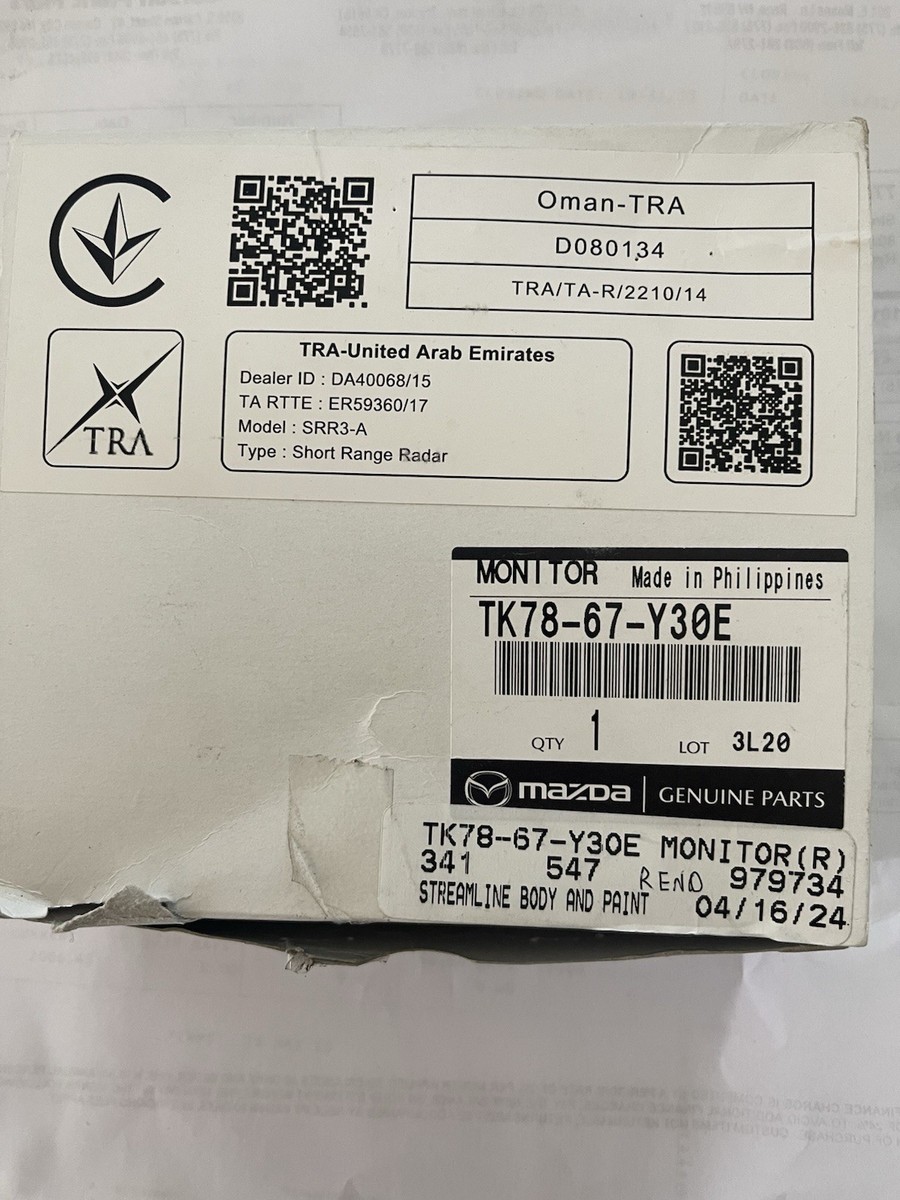 Oman-TRA
D080134
TRA/TA-R/2210/14
TRA
TRA-United Arab Emirates
Dealer ID : DA40068/15
TA RTTE : ER59360/17
Model : SRR3-A
Type : Short Range Radar
MONITOR Made in Philippines
TK78-67-Y30E
QTY 1 LOT 3L20
mazda GENUINE PARTS
TK78-67-Y30E MONITOR(R)
341 547 RENO 979734
STREAMLINE BODY AND PAINT 04/16/24